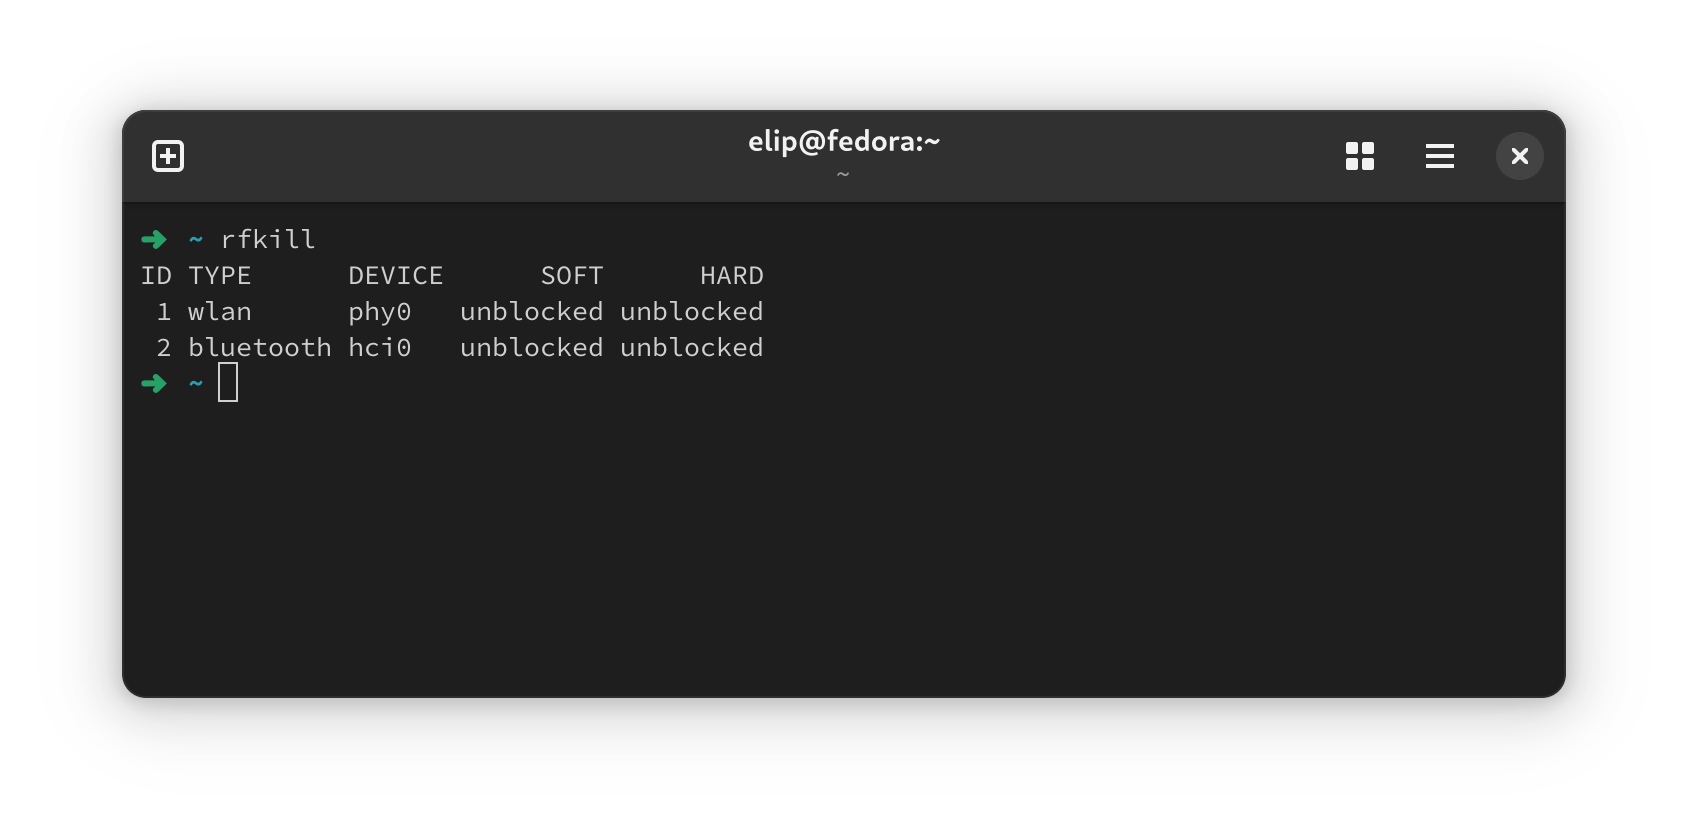 elip@fedora:~
~
➜ ~ rfkill
ID TYPE      DEVICE      SOFT      HARD
 1 wlan      phy0   unblocked unblocked
 2 bluetooth hci0   unblocked unblocked
➜ ~